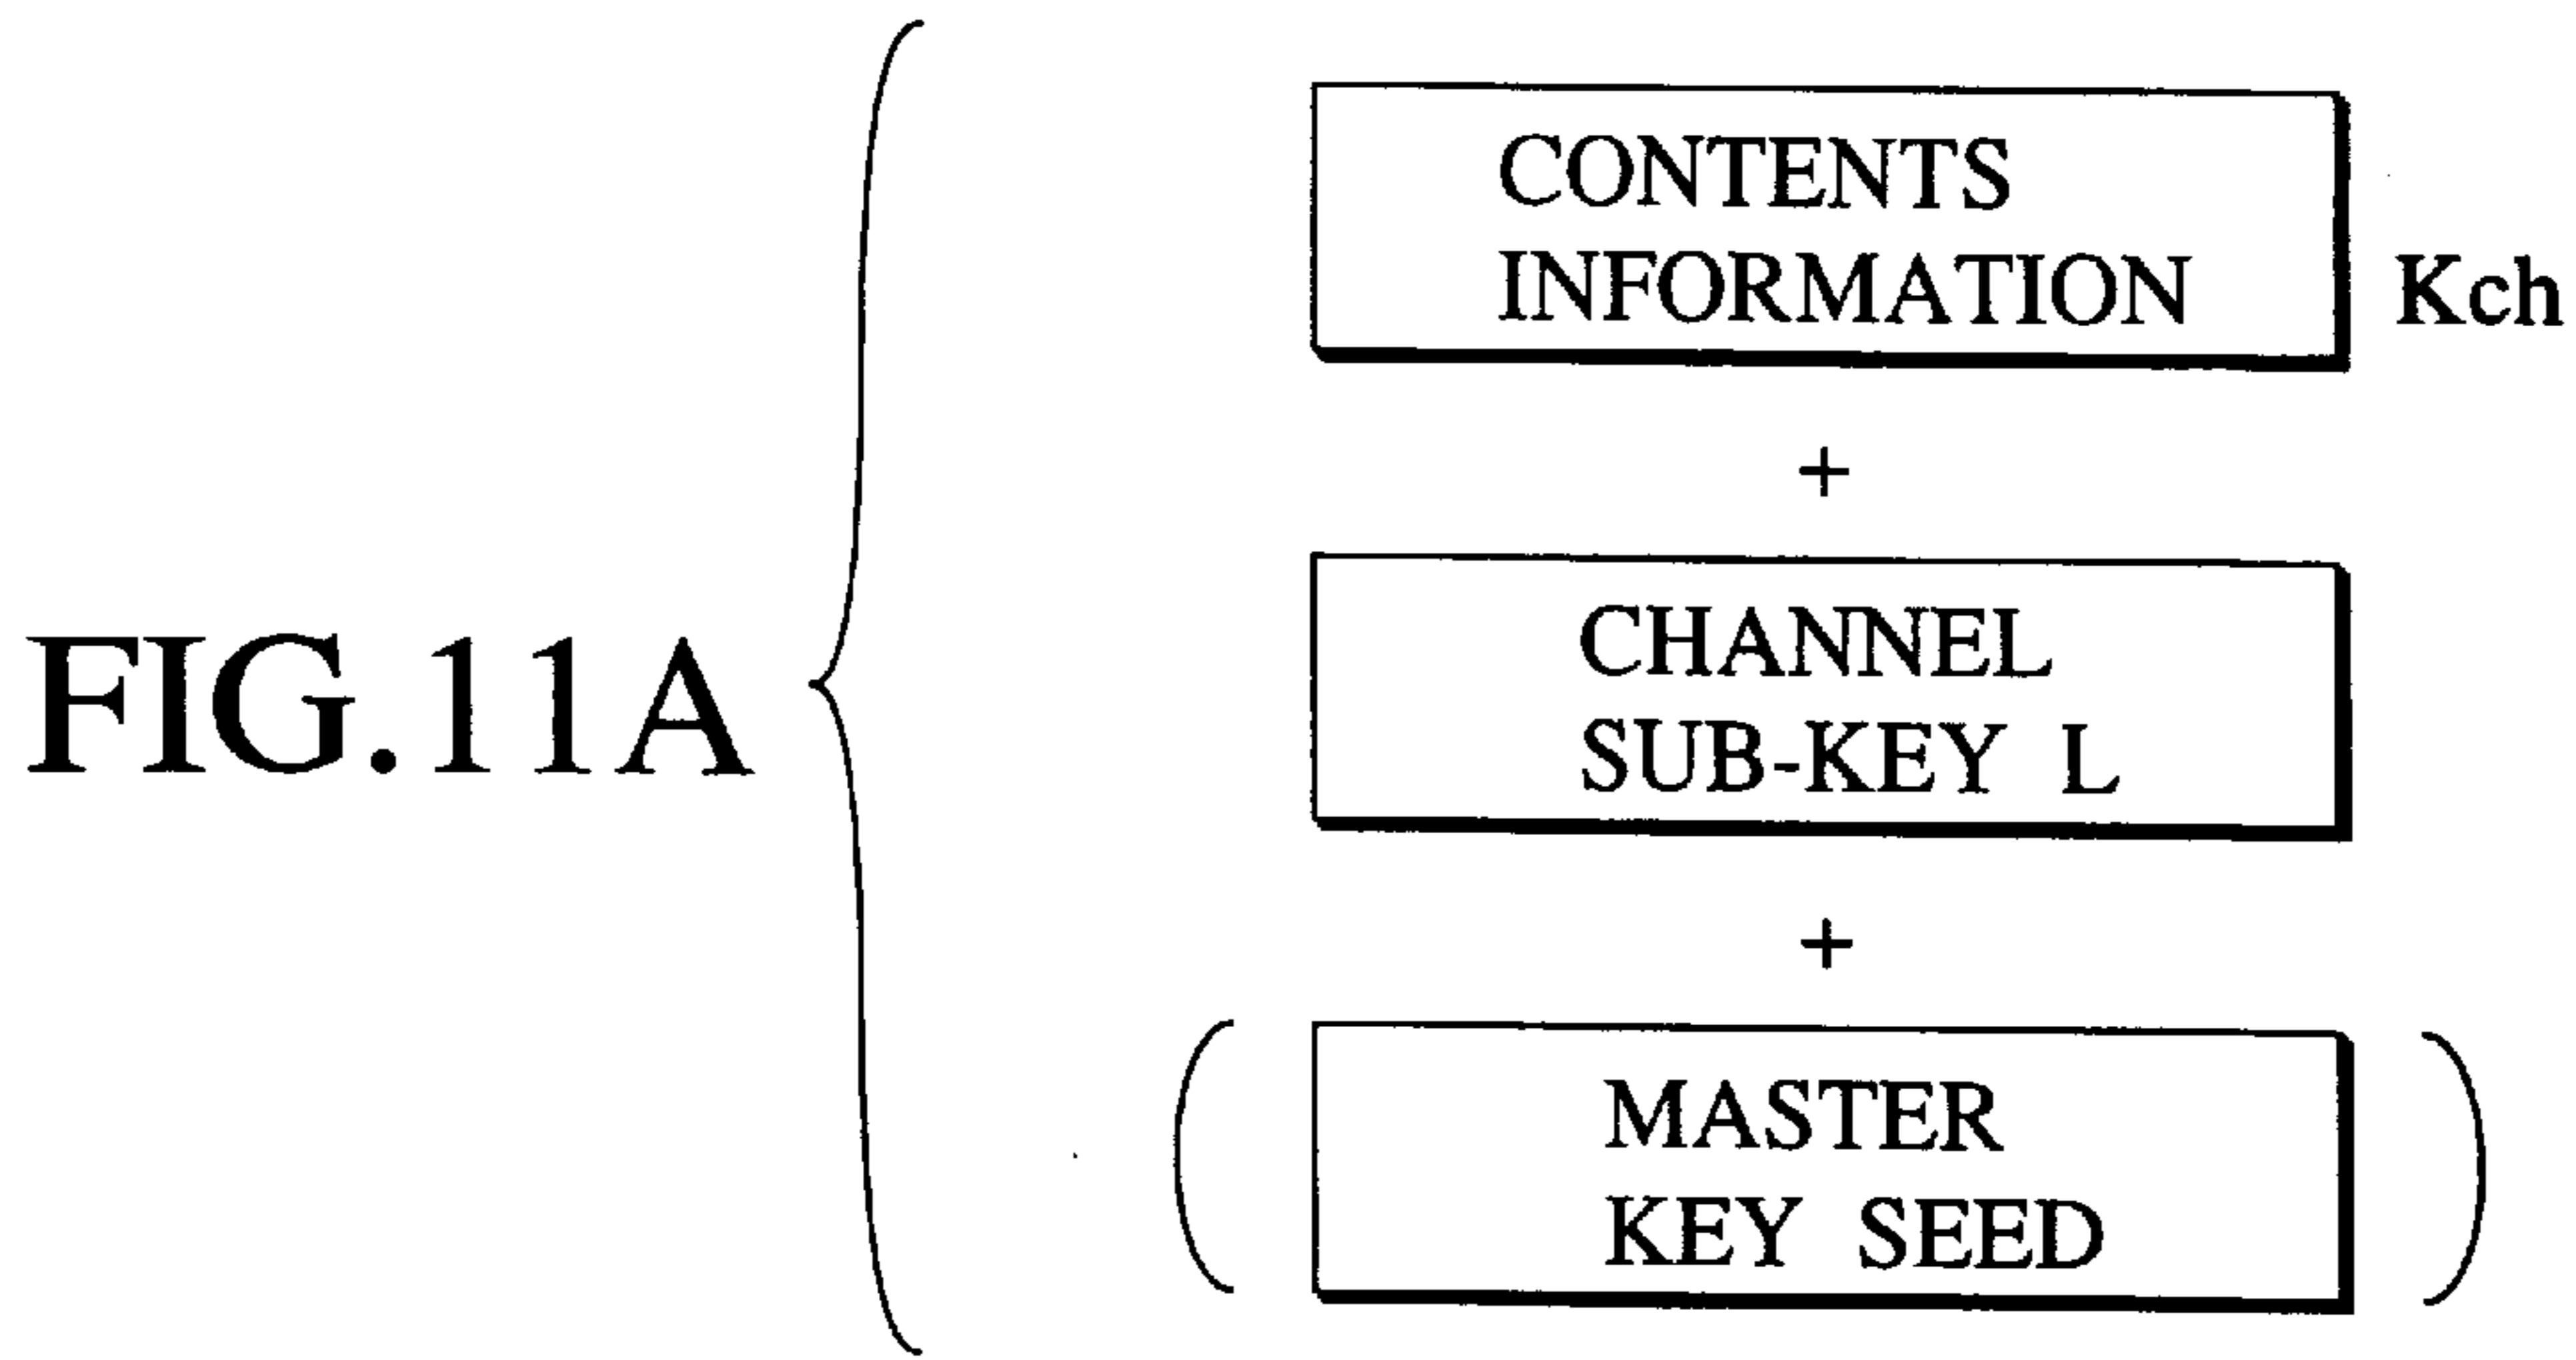 FIG.11A
CONTENTS
INFORMATION
Kch
+
CHANNEL
SUB-KEY L
+
MASTER
KEY SEED